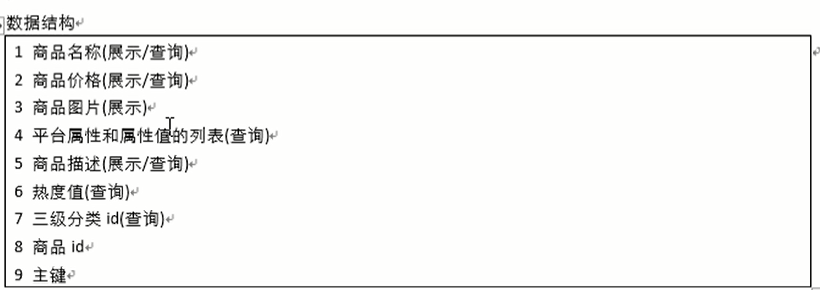 数据结构
1 商品名称(展示/查询)
2 商品价格(展示/查询)
3 商品图片(展示)
4 平台属性和属性值的列表(查询)
5 商品描述(展示/查询)
6 热度值(查询)
7 三级分类 id(查询)
8 商品 id
9 主键